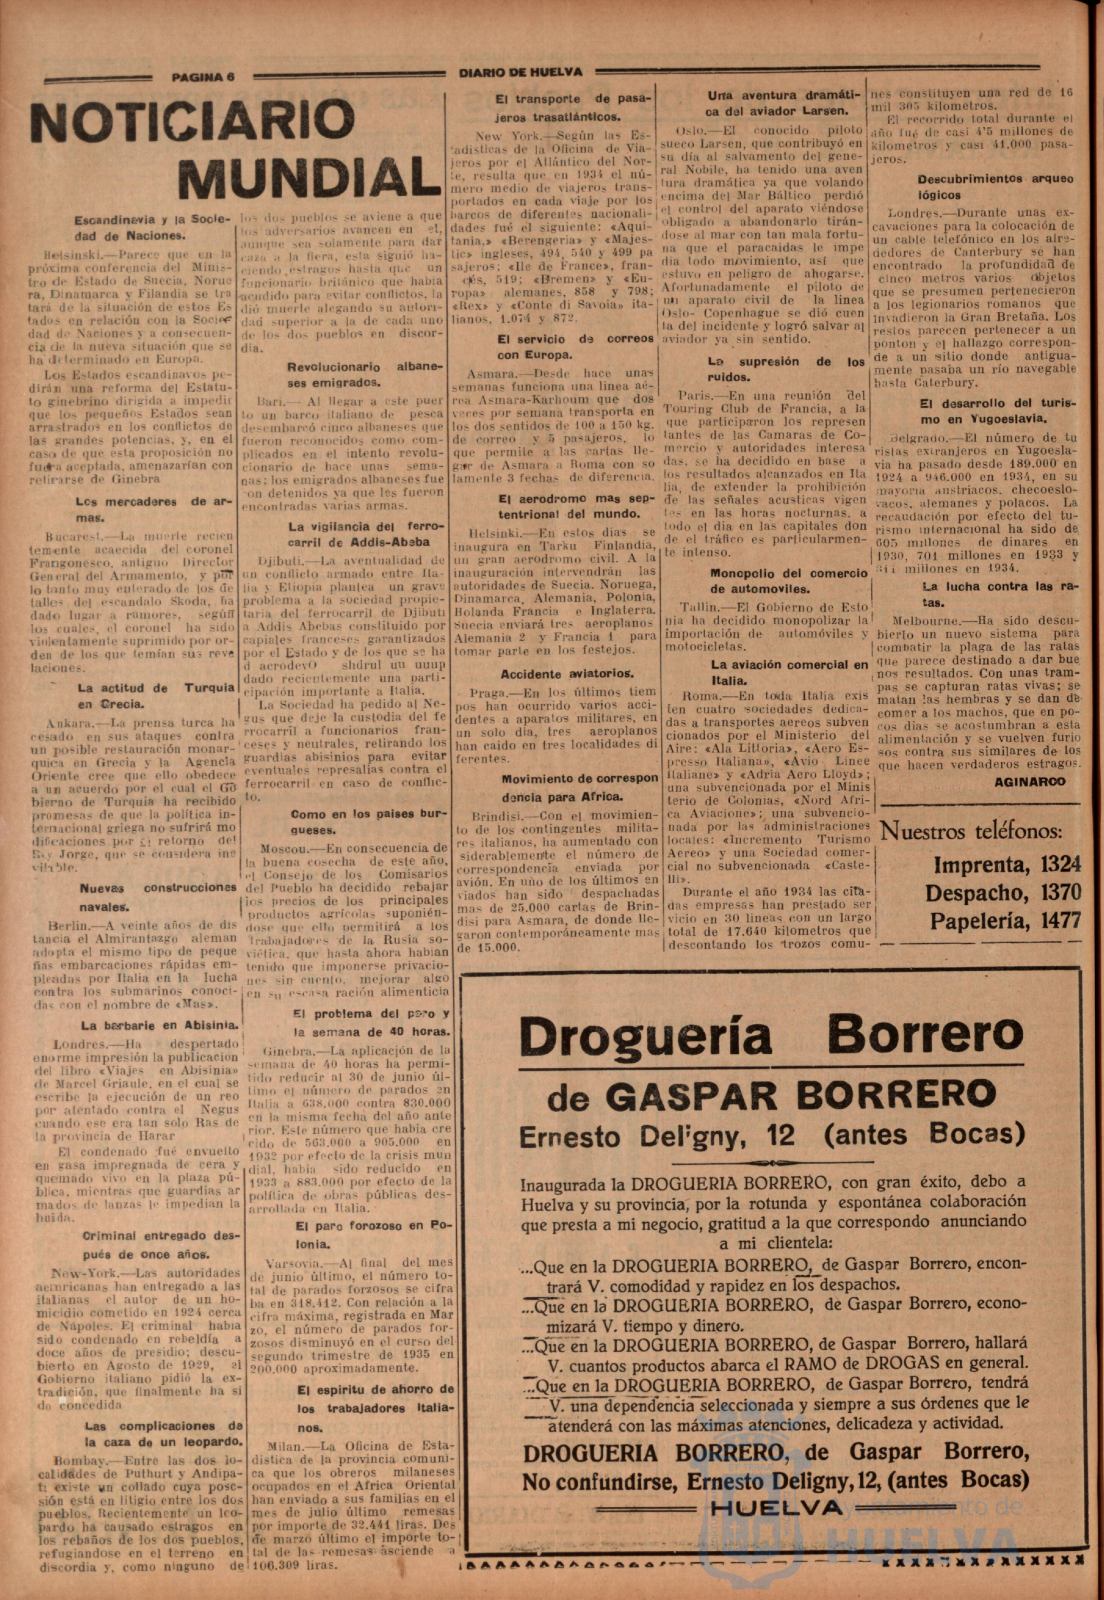 PAGINA 6
DIARIO DE HUELVA
NOTICIARIO
MUNDIAL
Escandinavia y la Socie-
dad de Naciones.
Helsinski.—Parece que en la
próxima conferencia del Minis-
tro de Estado de Suecia, Norue
ra, Dinamarca y Filandia se tra
tará de la situación de estos Es
tados en relación con la Socie
dad de Naciones y a consecuen-
cia de la nueva situación que se
ha determinado en Europa.
Los Estados escandinavos pe-
dirán una reforma del Estatu-
to ginebrino dirigida a impedir
que los pequeños Estados sean
arrastrados en los conflictos de
las grandes potencias, y, en el
caso de que esta proposición no
fuera aceptada, amenazarían con
retirarse de Ginebra
Los mercaderes de ar-
mas.
Bucarest.—La muerte recien
temente acaecida del coronel
Frangonesco, antiguo Director
General del Armamento, y por
lo tanto muy enterado de los de
talles del escandalo Skoda, ha
dado lugar a rumores, según
los cuales, el coronel ha sido
violentamente suprimido por or-
den de los que temían sus reve
laciones.
La actitud de Turquia
en Grecia.
Ankara.—La prensa turca ha
cesado en sus ataques contra
un posible restauración monar-
quica en Grecia y la Agencia
Oriente cree que ello obedece
a un acuerdo por el cual el Go
bierno de Turquia ha recibido
promesas de que la política in-
ternacional griega no sufrirá mo
dificaciones por el retorno del
Rey Jorge, que se considera ine
vitable.
Nuevas construcciones
navales.
Berlin.—A veinte años de dis
tancia el Almirantazgo aleman
adopta el mismo tipo de peque
ñas embarcaciones rápidas em-
pleadas por Italia en la lucha
contra los submarinos conoci-
das con el nombre de «Mas».
La barbarie en Abisinia.
Londres.—Ha despertado
enorme impresión la publicacion
del libro «Viajes en Abisinia»
de Marcel Griaule, en el cual se
escribe la ejecución de un reo
por atentado contra el Negus
cuando ese era tan solo Ras de
la provincia de Harar
El condenado fué envuelto
en gasa impregnada de cera y
quemado vivo en la plaza pú-
blica, mientras que guardias ar
mados de lanzas le impedían la
huida.
Criminal entregado des-
pués de once años.
New-York.—Las autoridades
aemricanas han entregado a las
italianas el autor de un ho-
micidio cometido en 1924 cerca
de Nápoles. El criminal había
sido condenado en rebeldía a
doce años de presidio; descu-
bierto en Agosto de 1929, el
Gobierno italiano pidió la ex-
tradición, que finalmente ha si
do concedida
Las complicaciones de
la caza de un leopardo.
Bombay.—Entre las dos lo-
calidades de Puthurt y Andipa-
ti existe un collado cuya pose-
sión está en litigio entre los dos
pueblos. Recientemente un leo-
pardo ha causado estragos en
los rebaños de los dos pueblos,
refugiandose en el terreno en
discordia y, como ninguno de
los dos pueblos se aviene a que
los adversarios avancen en el,
aunque sea solamente para dar
caza a la fiera, esta siguió ha-
ciendo estragos hasta que un
funcionario británico que había
acudido para evitar conflictos, la
dió muerte alegando su autori-
dad superior a la de cada uno
de los dos pueblos en discor-
dia.
Revolucionario albane-
ses emigrados.
Bari.— Al llegar a este puer
to un barco italiano de pesca
desembarcó cinco albaneses que
fueron reconocidos como com-
plicados en el intento revolu-
cionario de hace unas sema-
nas; los emigrados albaneses fue
on detenidos ya que les fueron
encontradas varias armas.
La vigilancia del ferro-
carril de Addis-Abeba
Djibuti.—La aventualidad de
un conflicto armado entre Ita-
lia y Etiopia plantea un grave
problema a la sociedad propie-
taria del ferrocarril de Djibuti
a Addis Abebas constituido por
capiales franceses garantizados
por el Estado y de los que se ha
dado recientemente una parti-
cipación importante a Italia.
La Sociedad ha pedido al Ne-
gus que deje la custodia del fe
rrocarril a funcionarios fran-
ceses y neutrales, retirando los
guardias abisinios para evitar
eventuales represalias contra el
ferrocarril en caso de conflic-
to.
Como en los paises bur-
gueses.
Moscou.—En consecuencia de
la buena cosecha de este año,
el Consejo de los Comisarios
del Pueblo ha decidido rebajar
los precios de los principales
productos agrícolas suponién-
dose que ello permitirá a los
trabajadores de la Rusia so-
viética, que hasta ahora habian
tenido que imponerse privacio-
nes sin cuento, mejorar algo
en su escasa ración alimenticia
El problema del paro y
la semana de 40 horas.
Ginebra.—La aplicación de la
semana de 40 horas ha permi-
tido reducir al 30 de junio úl-
timo el número de parados en
Italia a 638.000 contra 830.000
en la misma fecha del año ante
rior. Este número que había cre
cido de 563.000 a 905.000 en
1932 por efecto de la crisis mun
dial, había sido reducido en
1933 a 883.000 por efecto de la
política de obras públicas des-
arrollada en Italia.
El paro forozoso en Po-
lonia.
Varsovia.—Al final del mes
de junio último, el número to-
tal de parados forzosos se cifra
ba en 348.412. Con relación a la
cifra máxima, registrada en Mar
zo, el número de parados for-
zosos disminuyó en el curso del
segundo trimestre de 1935 en
200.000 aproximadamente.
El espiritu de ahorro de
los trabajadores italia-
nos.
Milan.—La Oficina de Esta-
distica de la provincia comuni-
ca que los obreros milaneses
ocupados en el Africa Oriental
han enviado a sus familias en el
mes de julio último remesas
por importe de 32.441 liras. Des
de marzo último el importe to-
tal de las remesas asciende a
106.309 liras.
El transporte de pasa-
jeros trasatlánticos.
New York.—Según las Es-
tadisticas de la Oficina de Via-
jeros por el Atlántico del Nor-
te, resulta que en 1934 el nú-
mero medio de viajeros trans-
portados en cada viaje por los
barcos de diferentes nacionali-
dades fué el siguiente: «Aqui-
tania,» «Berengeria» y «Majes-
tic» ingleses, 494, 540 y 499 pa
sajeros; «Ile de France», fran-
cés, 519; «Bremen» y «Eu-
ropa» alemanes, 858 y 798;
«Rex» y «Conte di Savoia» ita-
lianos, 1.074 y 872.
El servicio de correos
con Europa.
Asmara.—Desde hace unas
semanas funciona una linea aé-
rea Asmara-Karhoum que dos
veces por semana transporta en
los dos sentidos de 100 a 150 kg.
de correo y 5 pasajeros, lo
que permite a las cartas lle-
gar de Asmara a Roma con so
lamente 3 fechas de diferencia.
El aerodromo mas sep-
tentrional del mundo.
Helsinki.—En estos días se
inaugura en Tarku Finlandia,
un gran aerodromo civil. A la
inauguración intervendrán las
autoridades de Suecia. Noruega,
Dinamarca, Alemania, Polonia,
Holanda Francia e Inglaterra.
Suecia enviará tres aeroplanos
Alemania 2 y Francia 1 para
tomar parte en los festejos.
Accidente aviatorios.
Praga.—En los últimos tiem
pos han ocurrido varios acci-
dentes a aparatos militares, en
un solo día, tres aeroplanos
han caido en tres localidades di
ferentes.
Movimiento de correspon
dencia para Africa.
Brindisi.—Con el movimien-
to de los contingentes milita-
res italianos, ha aumentado con
siderablemente el número de
correspondencia enviada por
avión. En uno de los últimos en
viados han sido despachadas
mas de 25.000 cartas de Brin-
disi para Asmara, de donde lle-
garon contemporáneamente mas
de 15.000.
Una aventura dramáti-
ca del aviador Larsen.
Oslo.—El conocido piloto
sueco Larsen, que contribuyó en
su día al salvamento del gene-
ral Nobile, ha tenido una aven
tura dramática ya que volando
encima del Mar Báltico perdió
el control del aparato viéndose
obligado a abandonarlo tirán-
dose al mar con tan mala fortu-
na que el paracaidas le impe
dia todo movimiento, así que
estuvo en peligro de ahogarse.
Afortunadamente el piloto de
un aparato civil de la linea
Oslo- Copenhague se dió cuen
ta del incidente y logró salvar al
aviador ya sin sentido.
La supresión de los
ruidos.
Paris.—En una reunión del
Touring Club de Francia, a la
que participaron los represen
tantes de las Camaras de Co-
mercio y autoridades interesa
das, se ha decidido en base a
los resultados alcanzados en Ita
lia, de extender la prohibición
de las señales acusticas vigen
tes en las horas nocturnas, a
todo el dia en las capitales don
de el tráfico es particularmen-
te intenso.
Monopolio del comercio
de automoviles.
Tallin.—El Gobierno de Esto
nia ha decidido monopolizar la
importación de automóviles y
motocicletas.
La aviación comercial en
Italia.
Roma.—En toda Italia exis
ten cuatro sociedades dedica-
das a transportes aereos subven
cionadas por el Ministerio del
Aire: «Ala Littoria», «Aero Es-
presso Italiana», «Avio Linee
Italiane» y «Adria Aero Lloyd»;
una subvencionada por el Minis
terio de Colonias, «Nord Afri-
ca Aviacione»; una subvencio-
nada por las administraciones
locales: «Incremento Turismo
Aereo» y una Sociedad comer-
cial no subvencionada «Caste-
lli».
Durante el año 1934 las cita-
das empresas han prestado ser
vicio en 30 lineas con un largo
total de 17.640 kilometros que
descontando los trozos comu-
nes constituyen una red de 16
mil 305 kilometros.
El recorrido total durante el
año fué de casi 4'5 millones de
kilometros y casi 41.000 pasa-
jeros.
Descubrimientos arqueo
lógicos
Londres.—Durante unas ex-
cavaciones para la colocación de
un cable telefónico en los alre-
dedores de Canterbury se han
encontrado la profundidad de
cinco metros varios objetos
que se presumen pertenecieron
a los legionarios romanos que
invadieron la Gran Bretaña. Los
restos parecen pertenecer a un
ponton y el hallazgo correspon-
de a un sitio donde antigua-
mente pasaba un río navegable
hasta Caterbury.
El desarrollo del turis-
mo en Yugoeslavia.
Belgrado.—El número de tu
ristas extranjeros en Yugoesla-
via ha pasado desde 189.000 en
1924 a 946.000 en 1934, en su
mayoria austriacos, checoeslo-
vacos, alemanes y polacos. La
recaudación por efecto del tu-
rismo internacional ha sido de
605 millones de dinares en
1930, 701 millones en 1933 y
millones en 1934.
La lucha contra las ra-
tas.
Melbourne.—Ha sido descu-
bierto un nuevo sistema para
combatir la plaga de las ratas
que parece destinado a dar bue
nos resultados. Con unas tram-
pas se capturan ratas vivas; se
matan las hembras y se dan de
comer a los machos, que en po-
cos dias se acostumbran a esta
alimentación y se vuelven furio
sos contra sus similares de los
que hacen verdaderos estragos.
AGINARCO
Nuestros teléfonos:
Imprenta, 1324
Despacho, 1370
Papelería, 1477
Droguería Borrero
de GASPAR BORRERO
Ernesto Deligny, 12 (antes Bocas)
Inaugurada la DROGUERIA BORRERO, con gran éxito, debo a
Huelva y su provincia, por la rotunda y espontánea colaboración
que presta a mi negocio, gratitud a la que correspondo anunciando
a mi clientela:
...Que en la DROGUERIA BORRERO, de Gaspar Borrero, encon-
trará V. comodidad y rapidez en los despachos.
...Que en la DROGUERIA BORRERO, de Gaspar Borrero, econo-
mizará V. tiempo y dinero.
...Que en la DROGUERIA BORRERO, de Gaspar Borrero, hallará
V. cuantos productos abarca el RAMO de DROGAS en general.
...Que en la DROGUERIA BORRERO, de Gaspar Borrero, tendrá
V. una dependencia seleccionada y siempre a sus órdenes que le
atenderá con las máximas atenciones, delicadeza y actividad.
DROGUERIA BORRERO, de Gaspar Borrero,
No confundirse, Ernesto Deligny, 12, (antes Bocas)
HUELVA
Ayuntamiento de
HUELVA